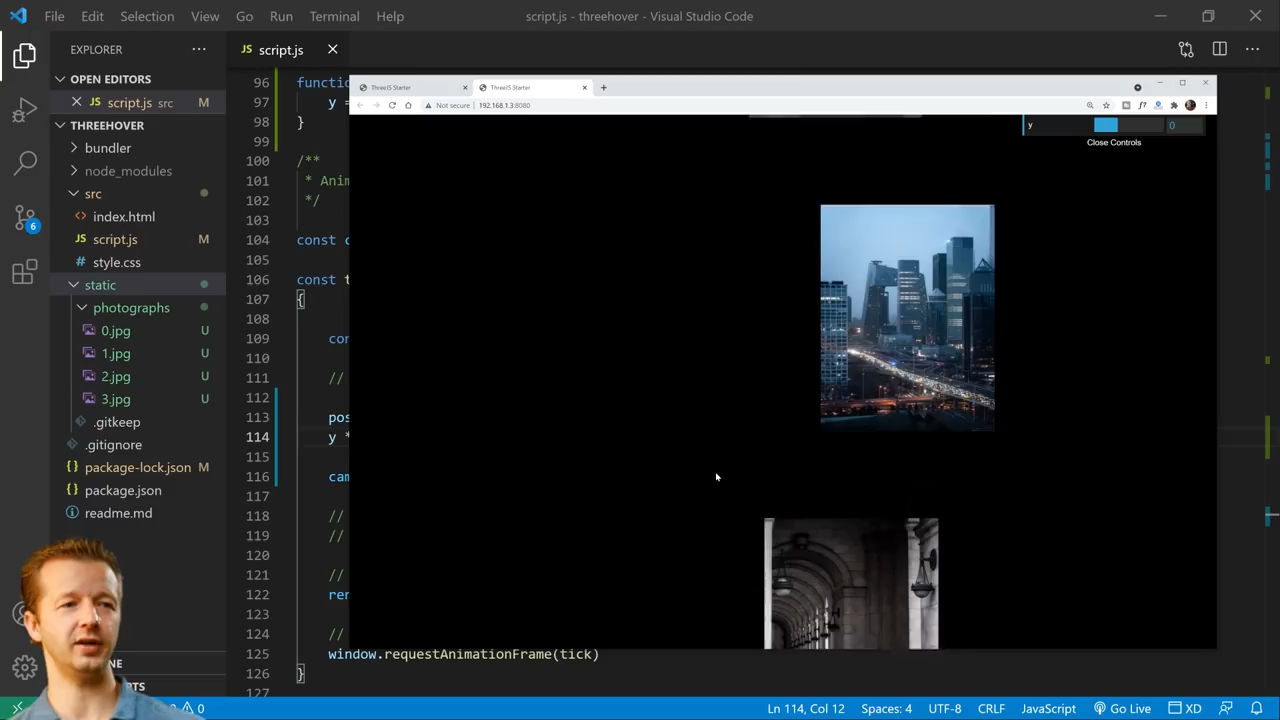 File Edit Selection View Go Run Terminal Help
script.js - threehover - Visual Studio Code
EXPLORER
OPEN EDITORS
JS script.js src M
THREEHOVER
bundler
node_modules
src
<> index.html
JS script.js M
# style.css
static
photographs
0.jpg U
1.jpg U
2.jpg U
3.jpg U
.gitkeep
.gitignore
package-lock.json M
package.json
readme.md
6
JS script.js
96 functio
97 y =
98 }
99
100 /**
101 * Ani
102 */
103
104 const c
105
106 const t
107 {
108
109 con
110
111 //
112
113 pos
114 y *
115
116 cam
117
118 //
119 //
120
121 //
122 ren
123
124 //
125 window.requestAnimationFrame(tick)
126 }
127
ThreeJS Starter
ThreeJS Starter
Not secure 192.168.1.3:8080
y 0
Close Controls
0
Ln 114, Col 12 Spaces: 4 UTF-8 CRLF JavaScript Go Live XD